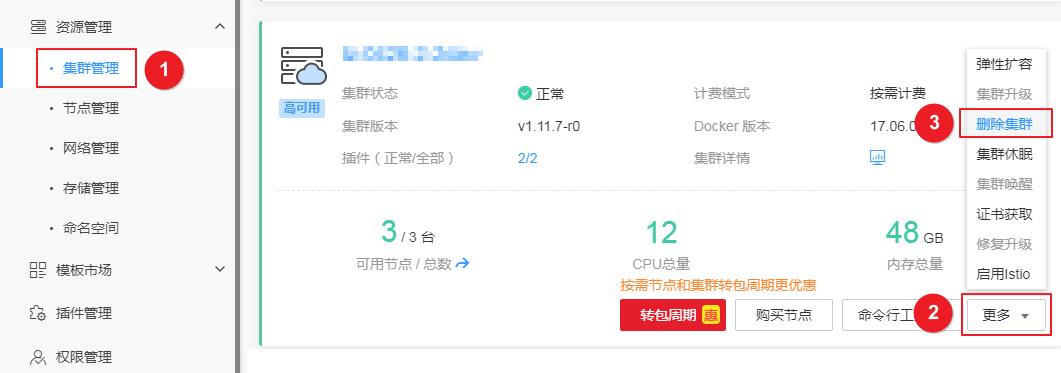 资源管理
集群管理
1
节点管理
网络管理
存储管理
命名空间
模板市场
插件管理
权限管理
高可用
集群状态 正常 计费模式 按需计费
集群版本 v1.11.7-r0 Docker 版本 17.06.0
插件（正常/全部） 2/2 集群详情
3 / 3 台
可用节点 / 总数
12
CPU总量
48 GB
内存总量
按需节点和集群转包周期更优惠
转包周期 惠
购买节点
命令行工
2
更多
弹性扩容
集群升级
3
删除集群
集群休眠
集群唤醒
证书获取
修复升级
启用Istio